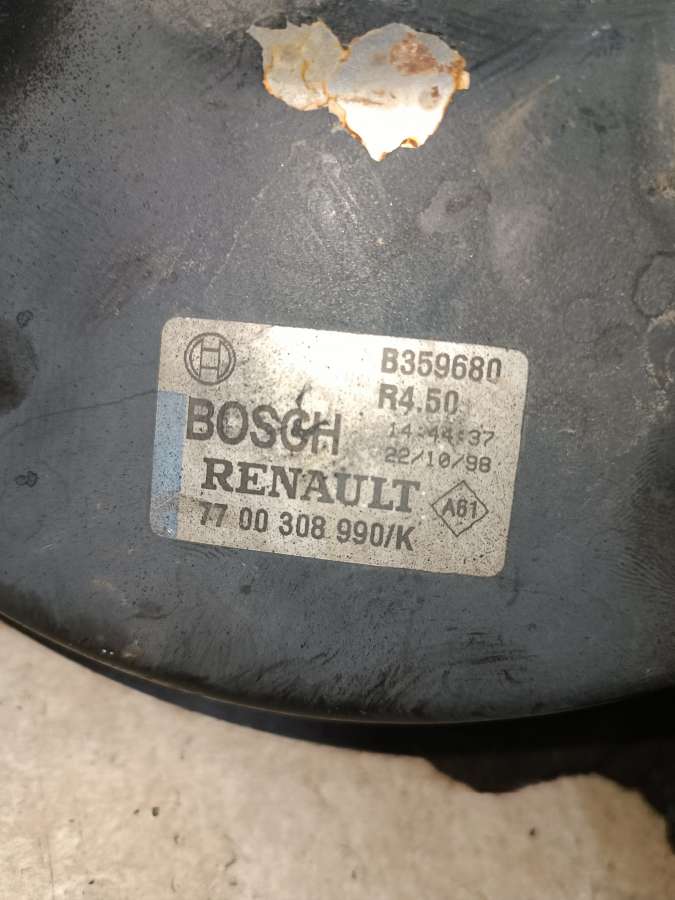 B359680
BOSCH R4.50
14:44:37
22/10/98
RENAULT
A61
77 00 308 990/K